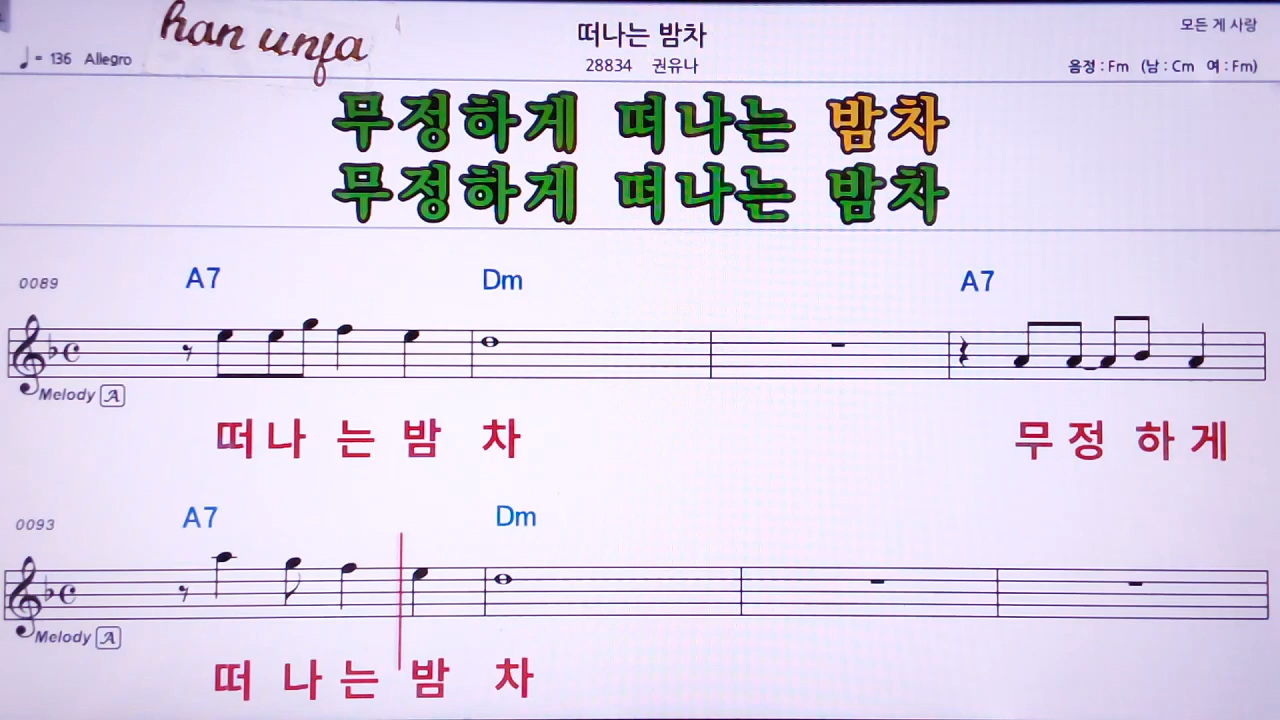 han unja
떠나는 밤차
모든 게 사랑
♩= 136 Allegro
28834 권유나
음정 : Fm (남 : Cm 여 : Fm)
무정하게 떠나는 밤차
무정하게 떠나는 밤차
0089 A7 Dm A7
Melody A
떠 나 는 밤 차 무 정 하 게
0093 A7 Dm
Melody A
떠 나 는 밤 차